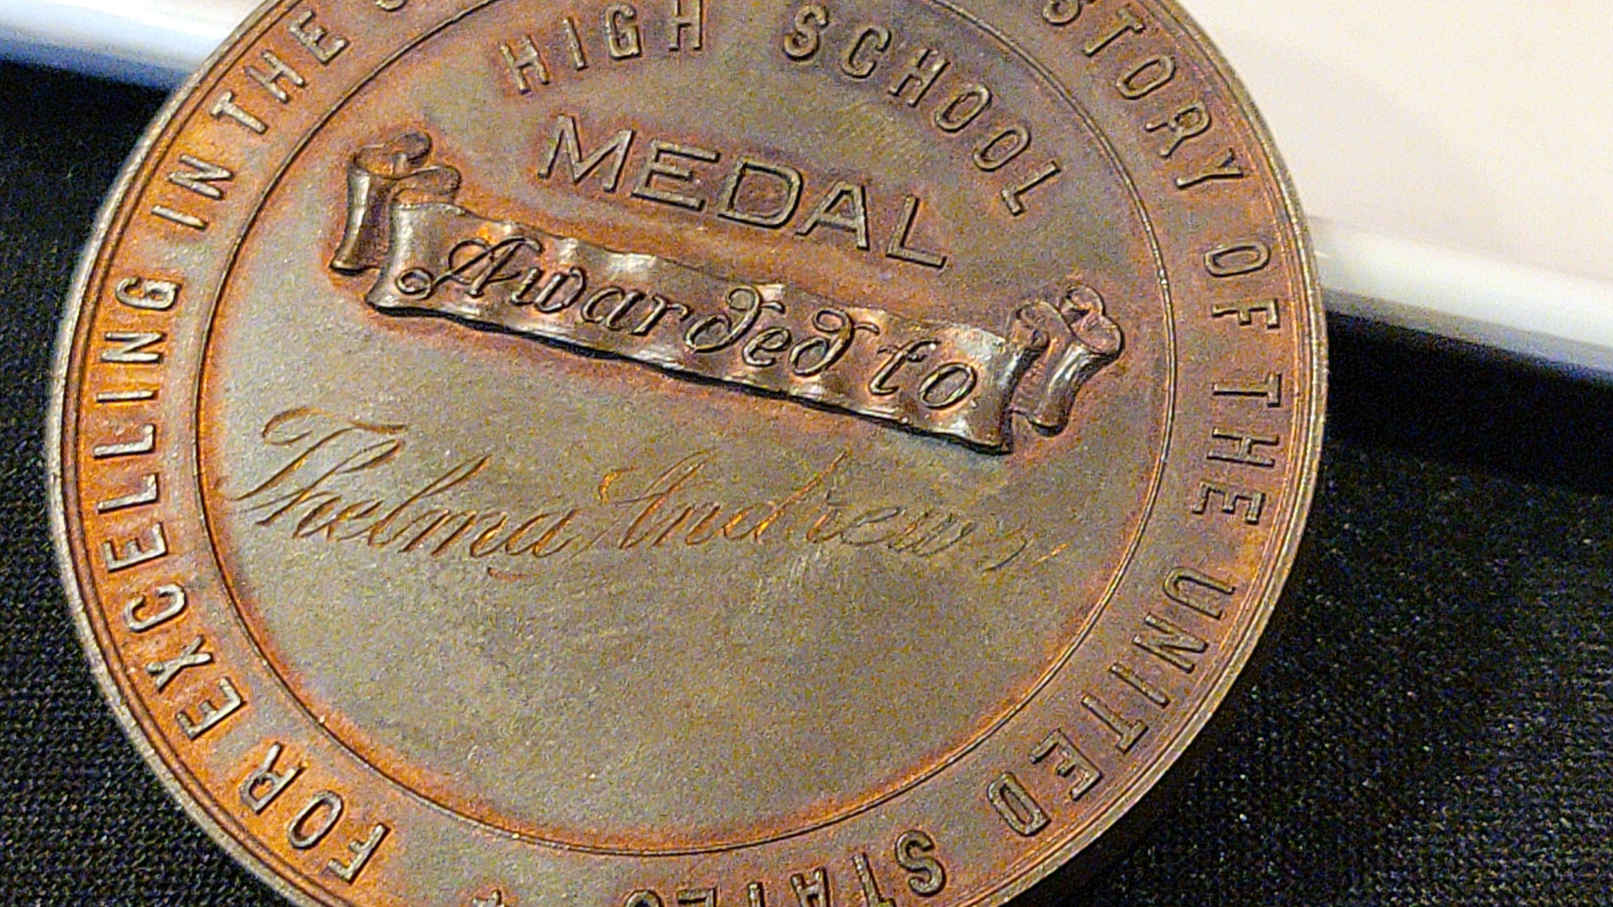 FOR EXCELLING IN THE STORY OF THE UNITED STATES
HIGH SCHOOL
MEDAL
Awarded to
Thelma Andrews